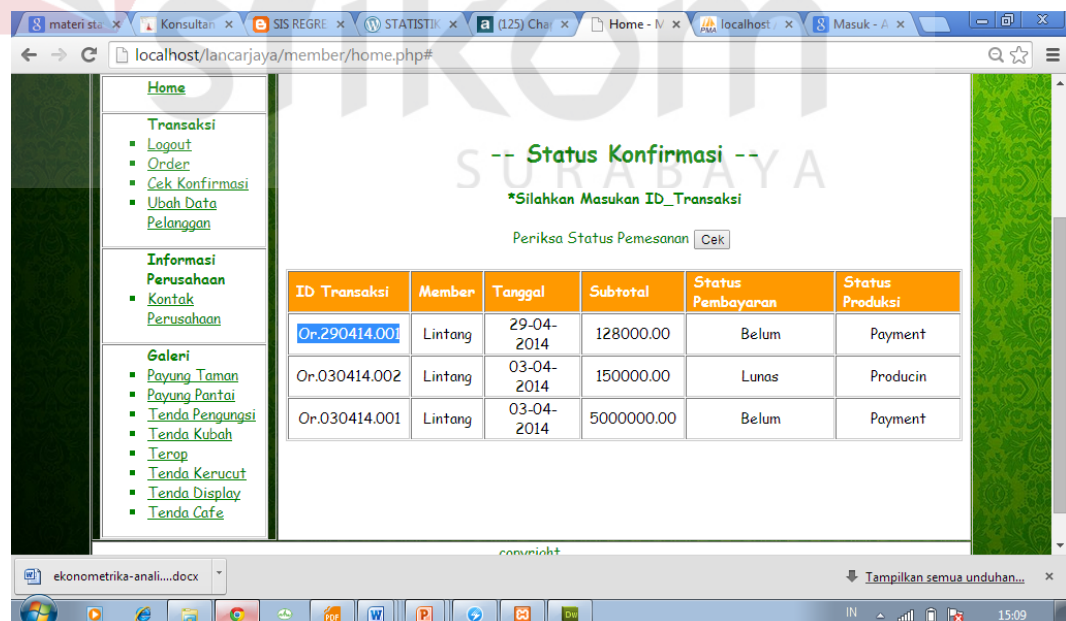 materi sta
Konsultan
SIS REGRE
STATISTIK
(125) Cha
Home - M
localhost /
Masuk - A
localhost/lancarjaya/member/home.php#
STIKOM
SURABAYA
Home
Transaksi
Logout
Order
Cek Konfirmasi
Ubah Data
Pelanggan
Informasi
Perusahaan
Kontak
Perusahaan
Galeri
Payung Taman
Payung Pantai
Tenda Pengungsi
Tenda Kubah
Terop
Tenda Kerucut
Tenda Display
Tenda Cafe
-- Status Konfirmasi --
*Silahkan Masukan ID_Transaksi
Periksa Status Pemesanan Cek
ID Transaksi Member Tanggal Subtotal Status Pembayaran Status Produksi
Or.290414.001 Lintang 29-04-2014 128000.00 Belum Payment
Or.030414.002 Lintang 03-04-2014 150000.00 Lunas Producin
Or.030414.001 Lintang 03-04-2014 5000000.00 Belum Payment
copyright
ekonometrika-anali....docx
Tampilkan semua unduhan...
IN
15:09